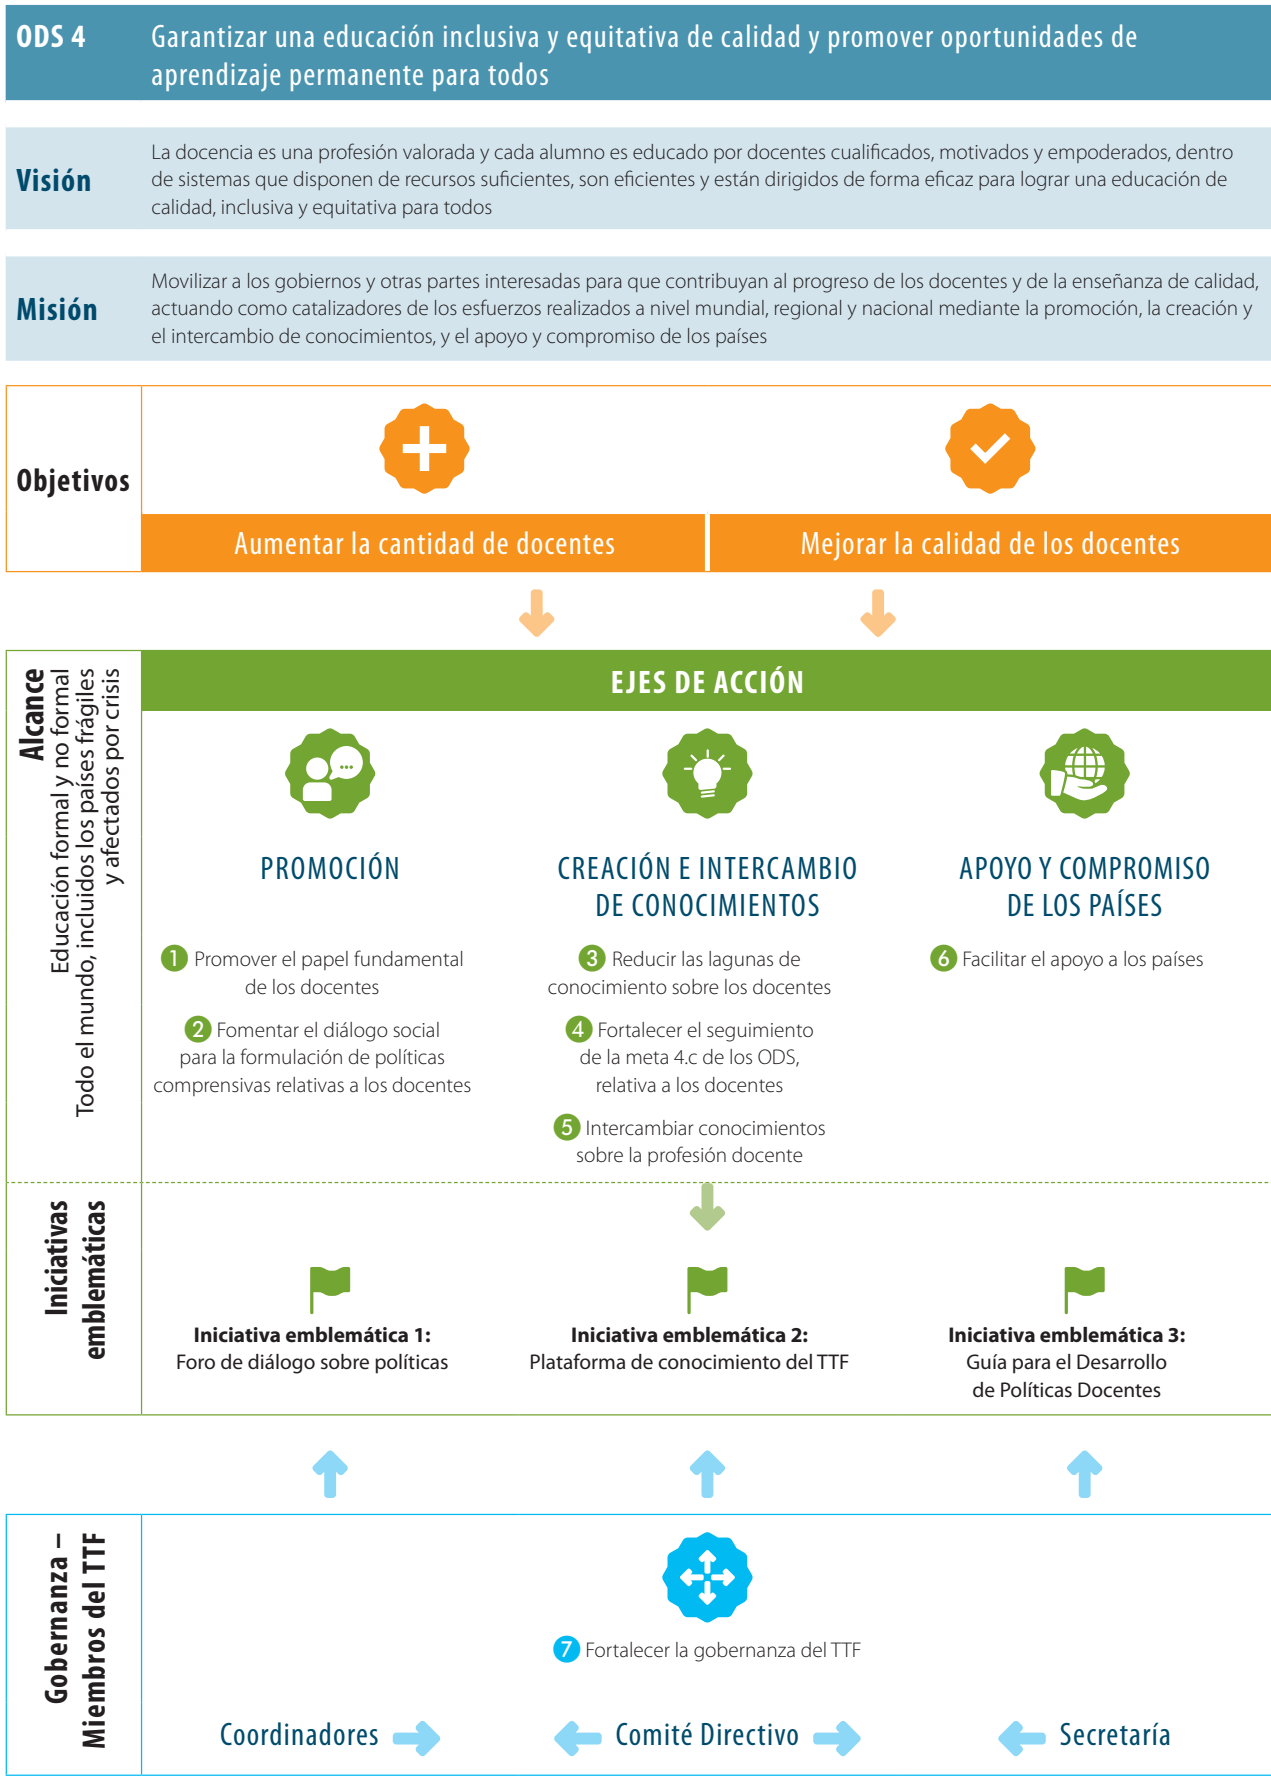 ODS 4
Garantizar una educación inclusiva y equitativa de calidad y promover oportunidades de
aprendizaje permanente para todos
Visión
La docencia es una profesión valorada y cada alumno es educado por docentes cualificados, motivados y empoderados, dentro
de sistemas que disponen de recursos suficientes, son eficientes y están dirigidos de forma eficaz para lograr una educación de
calidad, inclusiva y equitativa para todos
Misión
Movilizar a los gobiernos y otras partes interesadas para que contribuyan al progreso de los docentes y de la enseñanza de calidad,
actuando como catalizadores de los esfuerzos realizados a nivel mundial, regional y nacional mediante la promoción, la creación y
el intercambio de conocimientos, y el apoyo y compromiso de los países
Objetivos
Aumentar la cantidad de docentes
Mejorar la calidad de los docentes
Alcance
Educación formal y no formal
Todo el mundo, incluidos los países frágiles
y afectados por crisis
EJES DE ACCIÓN
PROMOCIÓN
1 Promover el papel fundamental
de los docentes
2 Fomentar el diálogo social
para la formulación de políticas
comprensivas relativas a los docentes
CREACIÓN E INTERCAMBIO
DE CONOCIMIENTOS
3 Reducir las lagunas de
conocimiento sobre los docentes
4 Fortalecer el seguimiento
de la meta 4.c de los ODS,
relativa a los docentes
5 Intercambiar conocimientos
sobre la profesión docente
APOYO Y COMPROMISO
DE LOS PAÍSES
6 Facilitar el apoyo a los países
Iniciativas
emblemáticas
Iniciativa emblemática 1:
Foro de diálogo sobre políticas
Iniciativa emblemática 2:
Plataforma de conocimiento del TTF
Iniciativa emblemática 3:
Guía para el Desarrollo
de Políticas Docentes
Gobernanza –
Miembros del TTF
7 Fortalecer la gobernanza del TTF
Coordinadores
Comité Directivo
Secretaría